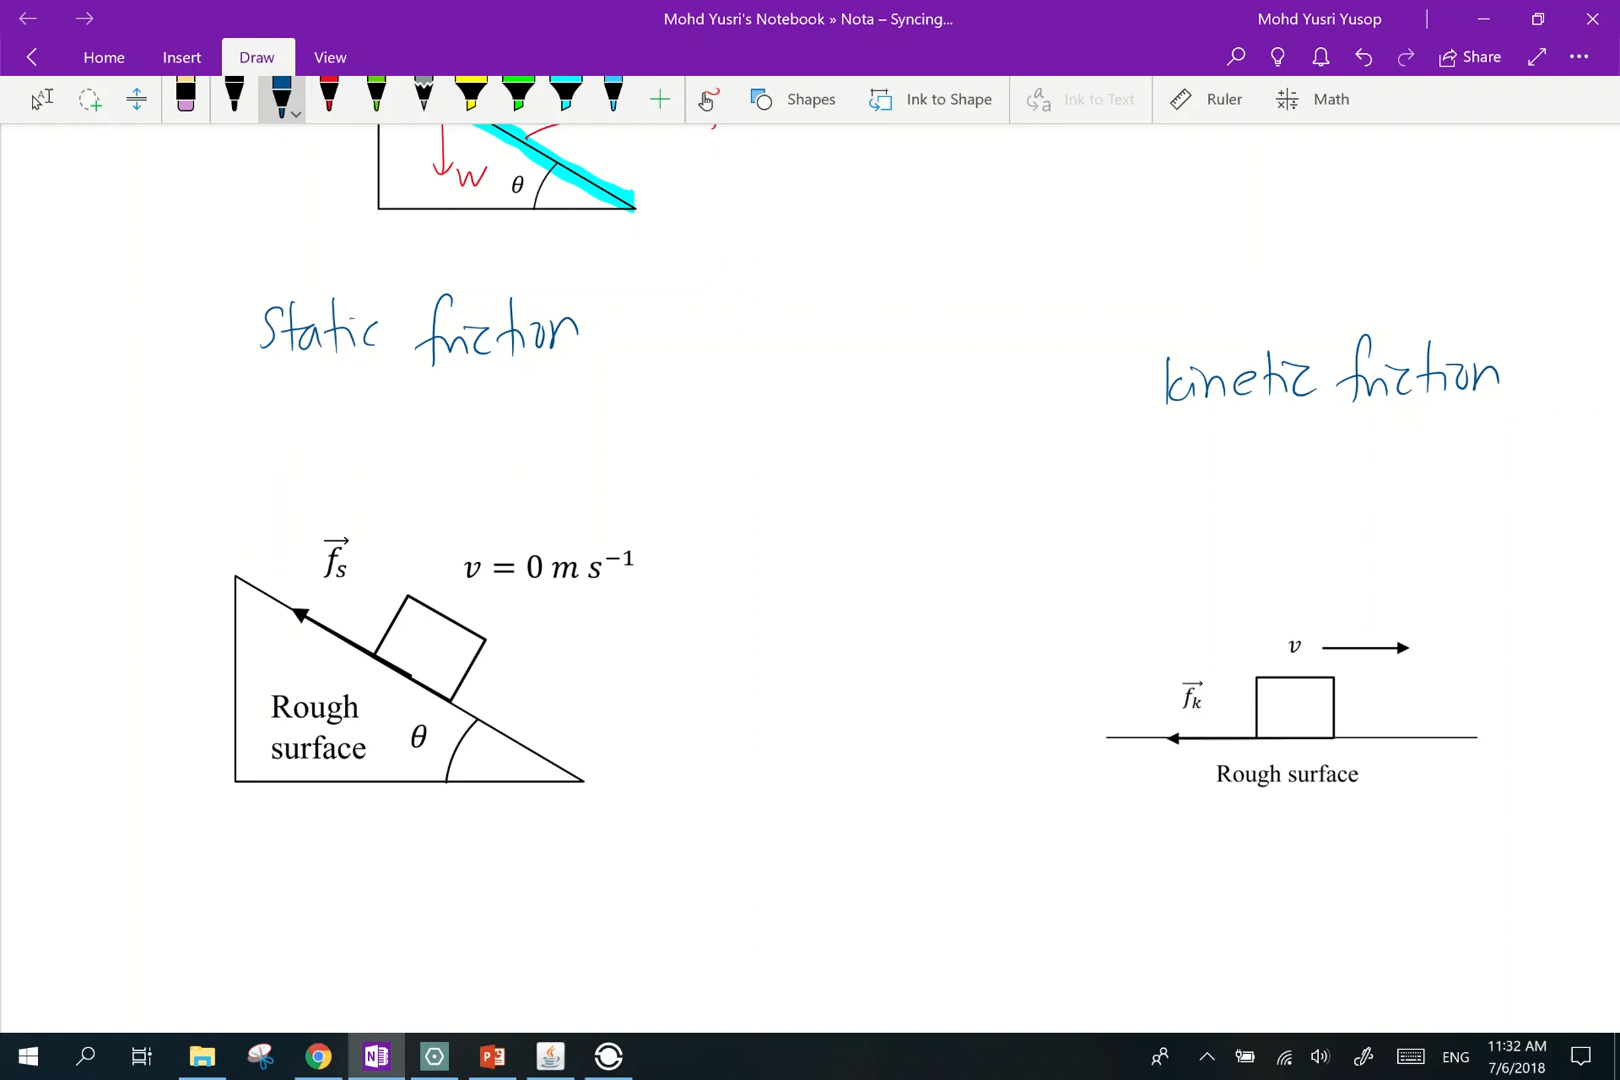 Mohd Yusri's Notebook » Nota – Syncing...
Mohd Yusri Yusop
Home Insert Draw View
Share
Shapes Ink to Shape Ink to Text Ruler Math
W
θ
Static friction
kinetic friction
f⃗ₛ
v = 0 m s⁻¹
Rough
surface
θ
v
f⃗ₖ
Rough surface
ENG
11:32 AM
7/6/2018